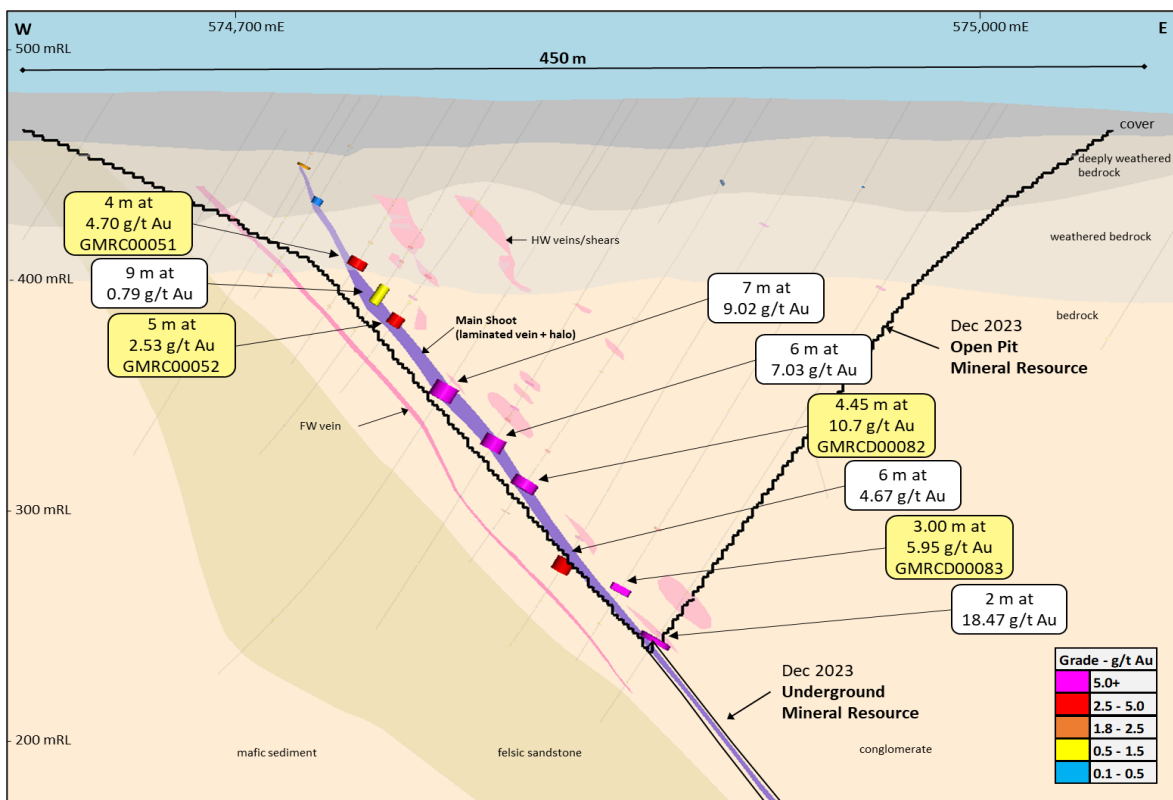 W
574,700 mE
575,000 mE
E
500 mRL
450 m
cover
deeply weathered
bedrock
4 m at
4.70 g/t Au
GMRC00051
HW veins/shears
weathered bedrock
9 m at
0.79 g/t Au
400 mRL
7 m at
9.02 g/t Au
5 m at
2.53 g/t Au
GMRC00052
Main Shoot
(laminated vein + halo)
bedrock
Dec 2023
Open Pit
Mineral Resource
6 m at
7.03 g/t Au
4.45 m at
10.7 g/t Au
GMRCD00082
FW vein
6 m at
4.67 g/t Au
300 mRL
3.00 m at
5.95 g/t Au
GMRCD00083
2 m at
18.47 g/t Au
Dec 2023
Underground
Mineral Resource
Grade - g/t Au
5.0+
2.5 - 5.0
1.8 - 2.5
0.5 - 1.5
0.1 - 0.5
200 mRL
mafic sediment
felsic sandstone
conglomerate